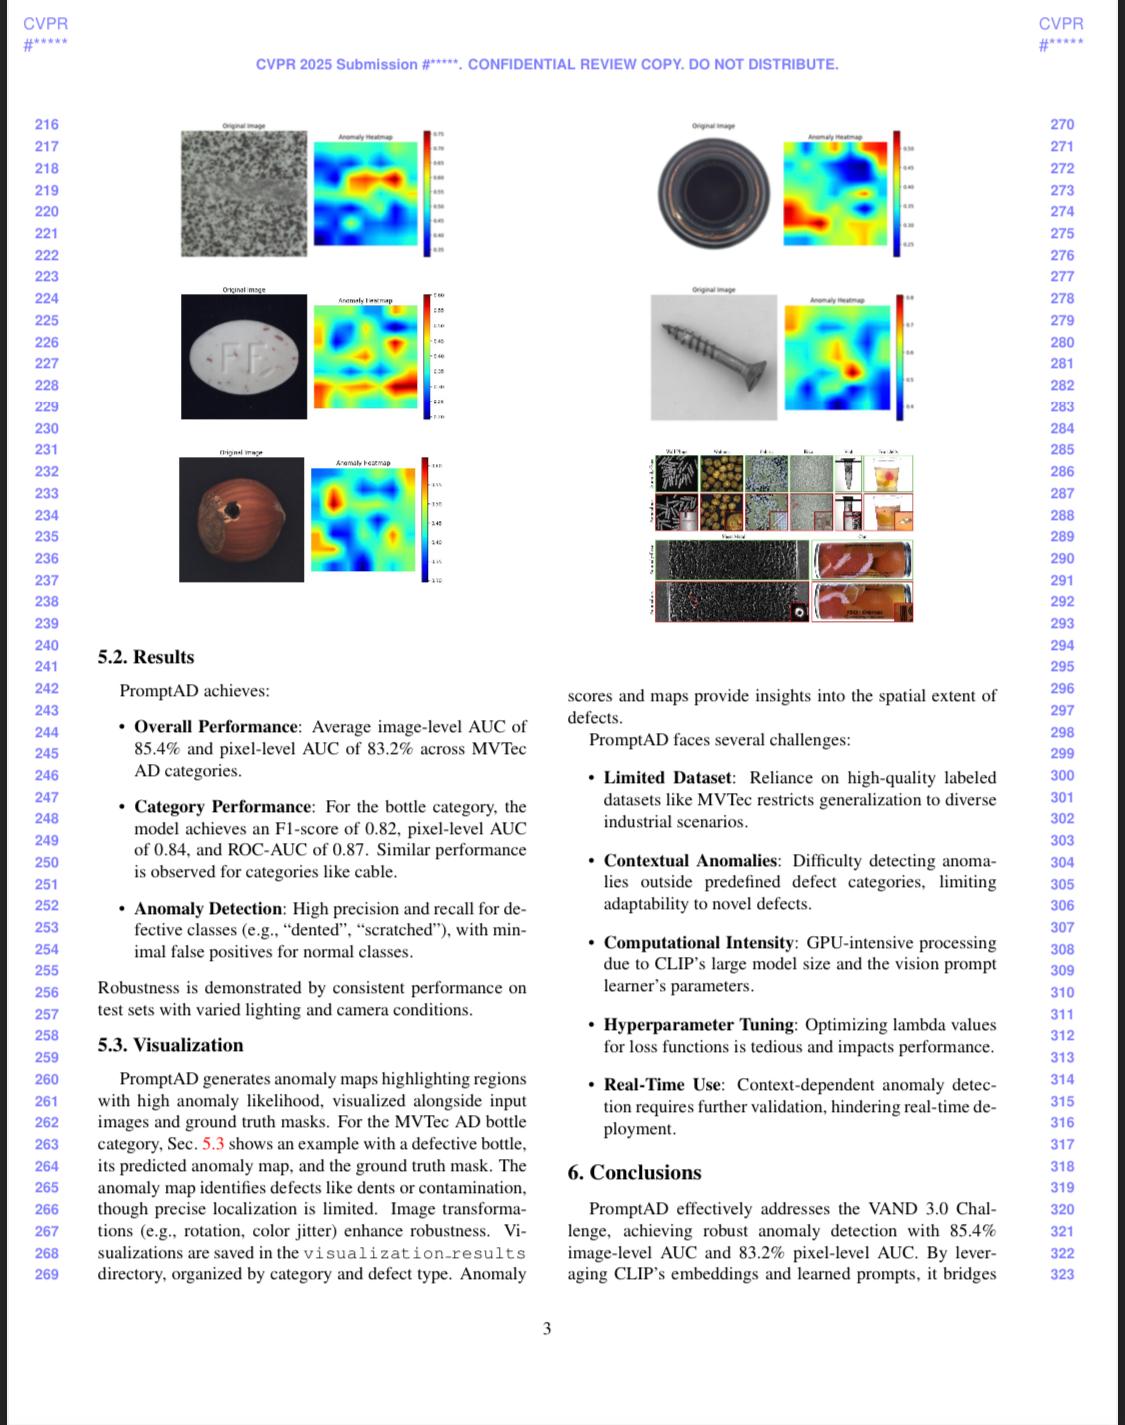 CVPR
#*****
CVPR
#*****
CVPR 2025 Submission #*****. CONFIDENTIAL REVIEW COPY. DO NOT DISTRIBUTE.
216
217
218
219
220
221
222
223
224
225
226
227
228
229
230
231
232
233
234
235
236
237
238
239
240
241
242
243
244
245
246
247
248
249
250
251
252
253
254
255
256
257
258
259
260
261
262
263
264
265
266
267
268
269
Original Image
Anomaly Heatmap
Original Image
Anomaly Heatmap
Original Image
Anomaly Heatmap
5.2. Results
PromptAD achieves:
• Overall Performance: Average image-level AUC of
85.4% and pixel-level AUC of 83.2% across MVTec
AD categories.
• Category Performance: For the bottle category, the
model achieves an F1-score of 0.82, pixel-level AUC
of 0.84, and ROC-AUC of 0.87. Similar performance
is observed for categories like cable.
• Anomaly Detection: High precision and recall for de-
fective classes (e.g., “dented”, “scratched”), with min-
imal false positives for normal classes.
Robustness is demonstrated by consistent performance on
test sets with varied lighting and camera conditions.
5.3. Visualization
PromptAD generates anomaly maps highlighting regions
with high anomaly likelihood, visualized alongside input
images and ground truth masks. For the MVTec AD bottle
category, Sec. 5.3 shows an example with a defective bottle,
its predicted anomaly map, and the ground truth mask. The
anomaly map identifies defects like dents or contamination,
though precise localization is limited. Image transforma-
tions (e.g., rotation, color jitter) enhance robustness. Vi-
sualizations are saved in the visualization_results
directory, organized by category and defect type. Anomaly
Original Image
Anomaly Heatmap
Original Image
Anomaly Heatmap
scores and maps provide insights into the spatial extent of
defects.
PromptAD faces several challenges:
• Limited Dataset: Reliance on high-quality labeled
datasets like MVTec restricts generalization to diverse
industrial scenarios.
• Contextual Anomalies: Difficulty detecting anoma-
lies outside predefined defect categories, limiting
adaptability to novel defects.
• Computational Intensity: GPU-intensive processing
due to CLIP’s large model size and the vision prompt
learner’s parameters.
• Hyperparameter Tuning: Optimizing lambda values
for loss functions is tedious and impacts performance.
• Real-Time Use: Context-dependent anomaly detec-
tion requires further validation, hindering real-time de-
ployment.
6. Conclusions
PromptAD effectively addresses the VAND 3.0 Chal-
lenge, achieving robust anomaly detection with 85.4%
image-level AUC and 83.2% pixel-level AUC. By lever-
aging CLIP’s embeddings and learned prompts, it bridges
270
271
272
273
274
275
276
277
278
279
280
281
282
283
284
285
286
287
288
289
290
291
292
293
294
295
296
297
298
299
300
301
302
303
304
305
306
307
308
309
310
311
312
313
314
315
316
317
318
319
320
321
322
323
3